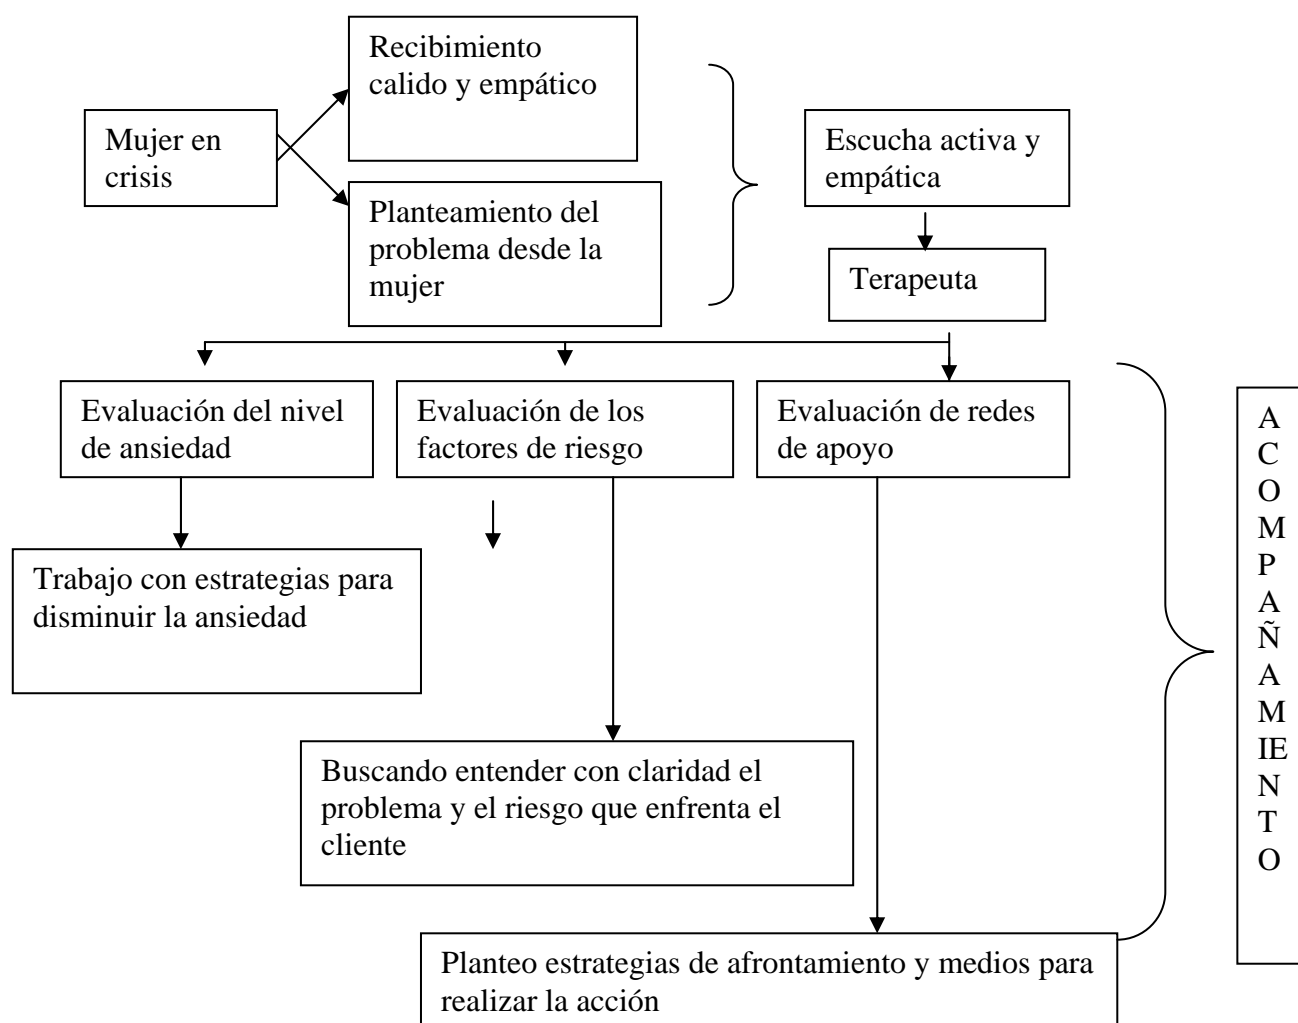 Recibimiento
calido y empático
Mujer en
crisis
Escucha activa y
empática
Planteamiento del
problema desde la
mujer
Terapeuta
Evaluación del nivel
de ansiedad
Evaluación de los
factores de riesgo
Evaluación de redes
de apoyo
Trabajo con estrategias para
disminuir la ansiedad
Buscando entender con claridad el
problema y el riesgo que enfrenta el
cliente
Planteo estrategias de afrontamiento y medios para
realizar la acción
A
C
O
M
P
A
Ñ
A
M
IE
N
T
O